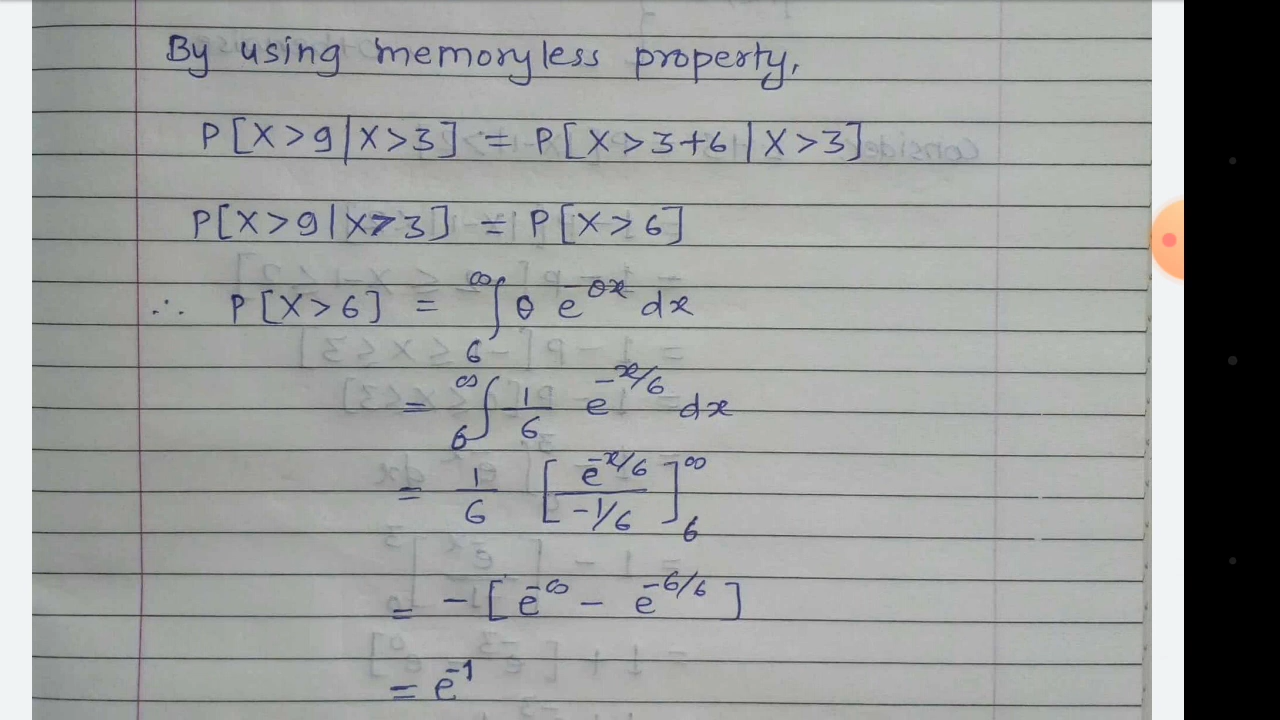 By using memoryless property,
P[X>9|X>3] = P[X>3+6|X>3]
P[X>9|X>3] = P[X>6]
∴ P[X>6] = ∫₆^∞ θ e^{-θx} dx
= ∫₆^∞ 1/6 e^{-x/6} dx
= 1/6 [e^{-x/6} / -1/6]₆^∞
= -[e^{-∞} - e^{-6/6}]
= e^{-1}